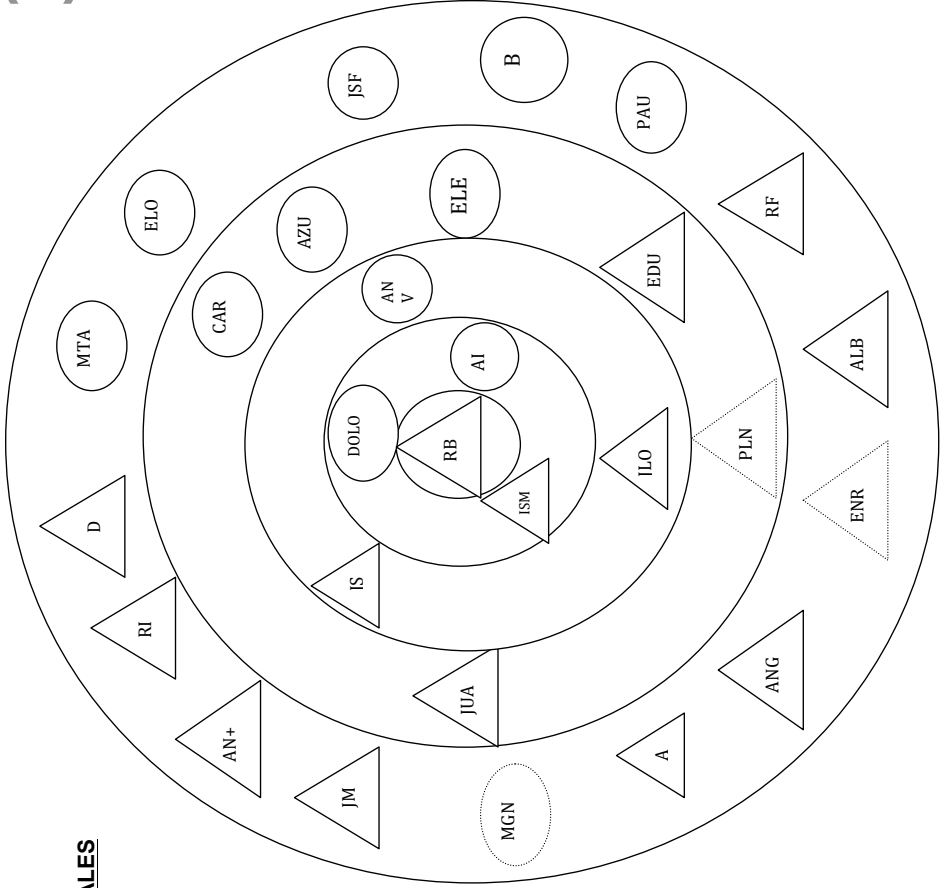 ALES
D
MTA
RI
ELO
AN+
CAR
AZU
JM
IS
DOLO
JSF
AN
V
JUA
RB
AI
ELE
MGN
ISM
B
A
JLO
EDU
PAU
ANG
PLN
RF
ENR
ALB